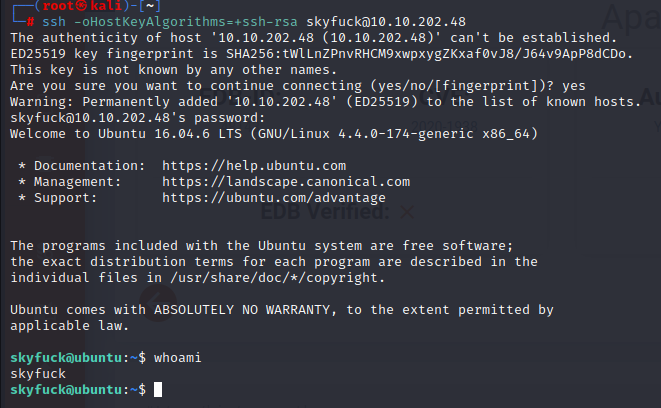 ┌──(root㉿kali)-[~]
└─# ssh -oHostKeyAlgorithms=+ssh-rsa skyfuck@10.10.202.48
The authenticity of host '10.10.202.48 (10.10.202.48)' can't be established.
ED25519 key fingerprint is SHA256:tWlLnZPnvRHCM9xwpxygZKxaf0vJ8/J64v9ApP8dCDo.
This key is not known by any other names.
Are you sure you want to continue connecting (yes/no/[fingerprint])? yes
Warning: Permanently added '10.10.202.48' (ED25519) to the list of known hosts.
skyfuck@10.10.202.48's password:
Welcome to Ubuntu 16.04.6 LTS (GNU/Linux 4.4.0-174-generic x86_64)

 * Documentation:  https://help.ubuntu.com
 * Management:     https://landscape.canonical.com
 * Support:        https://ubuntu.com/advantage
EDB Verified:

The programs included with the Ubuntu system are free software;
the exact distribution terms for each program are described in the
individual files in /usr/share/doc/*/copyright.

Ubuntu comes with ABSOLUTELY NO WARRANTY, to the extent permitted by
applicable law.

skyfuck@ubuntu:~$ whoami
skyfuck
skyfuck@ubuntu:~$